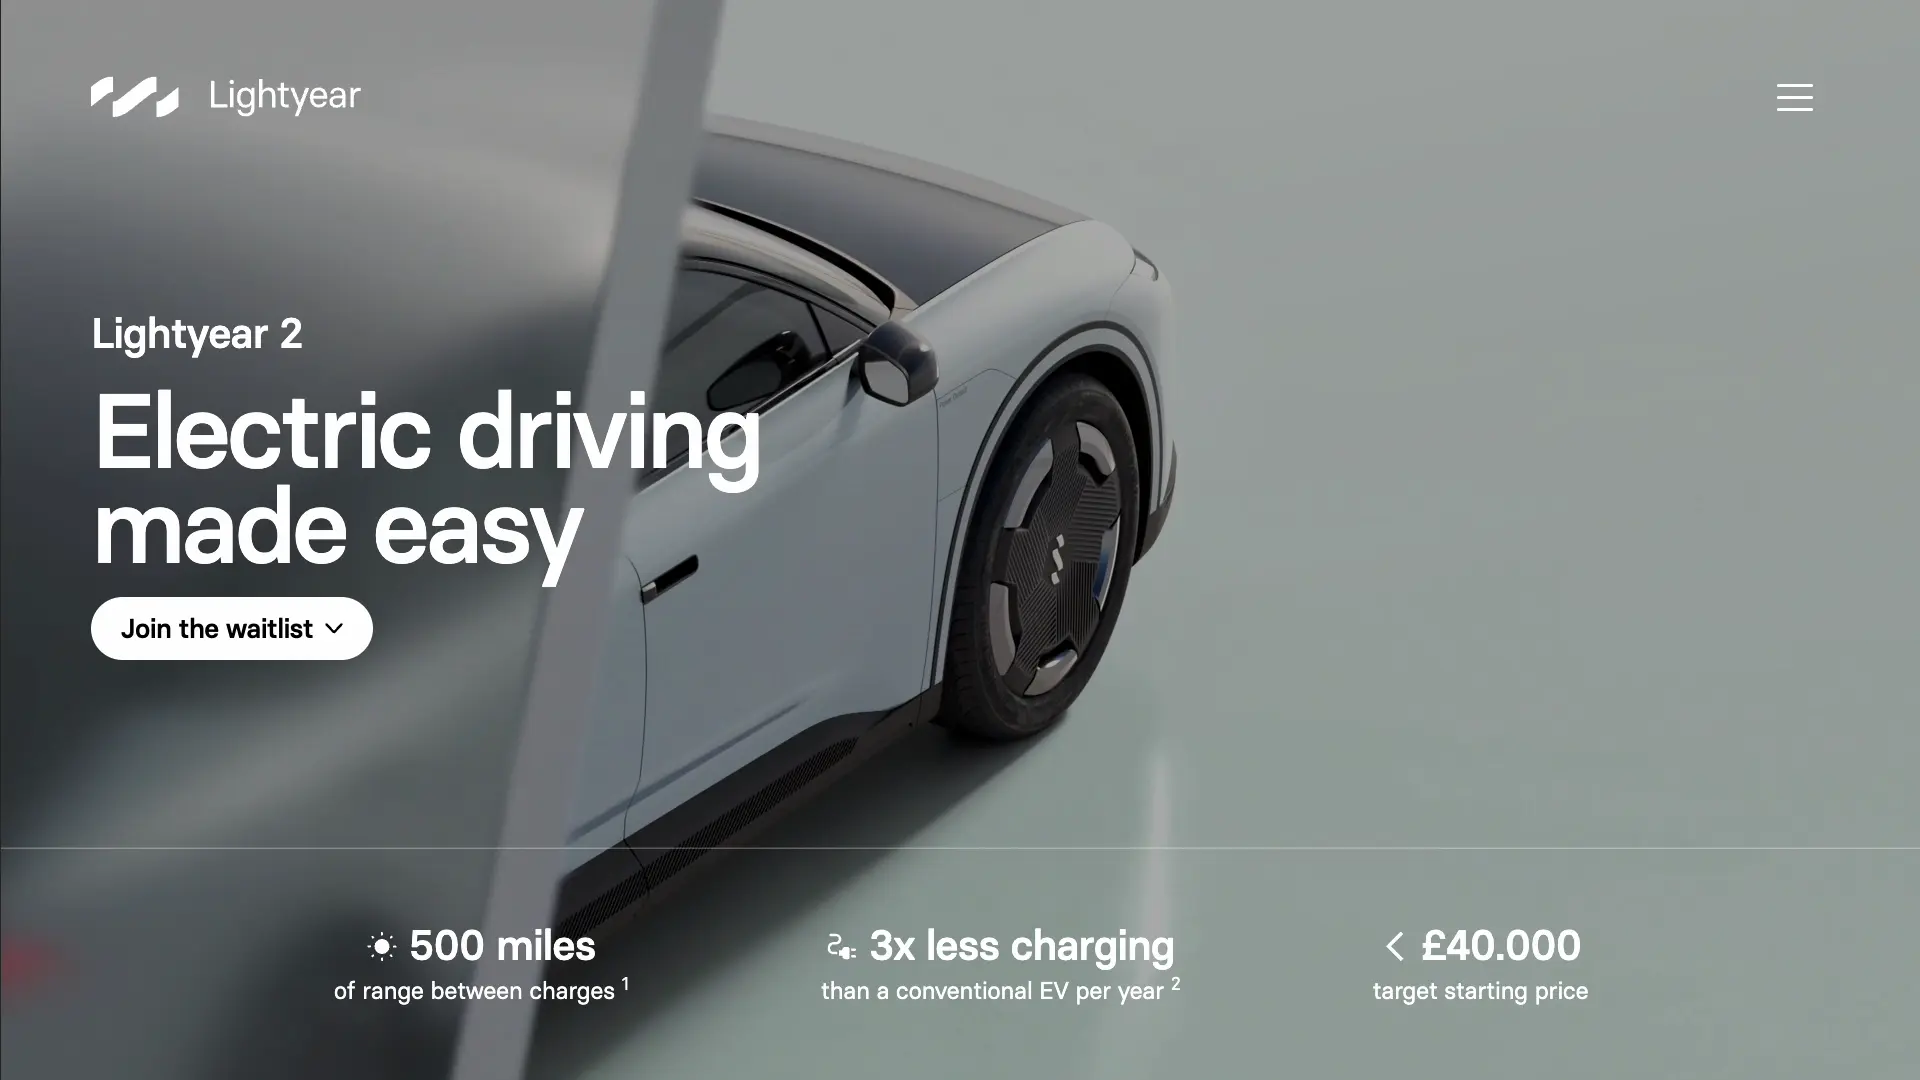 Lightyear
Lightyear 2
Electric driving
made easy
Join the waitlist
500 miles
of range between charges 1
3x less charging
than a conventional EV per year 2
< £40.000
target starting price